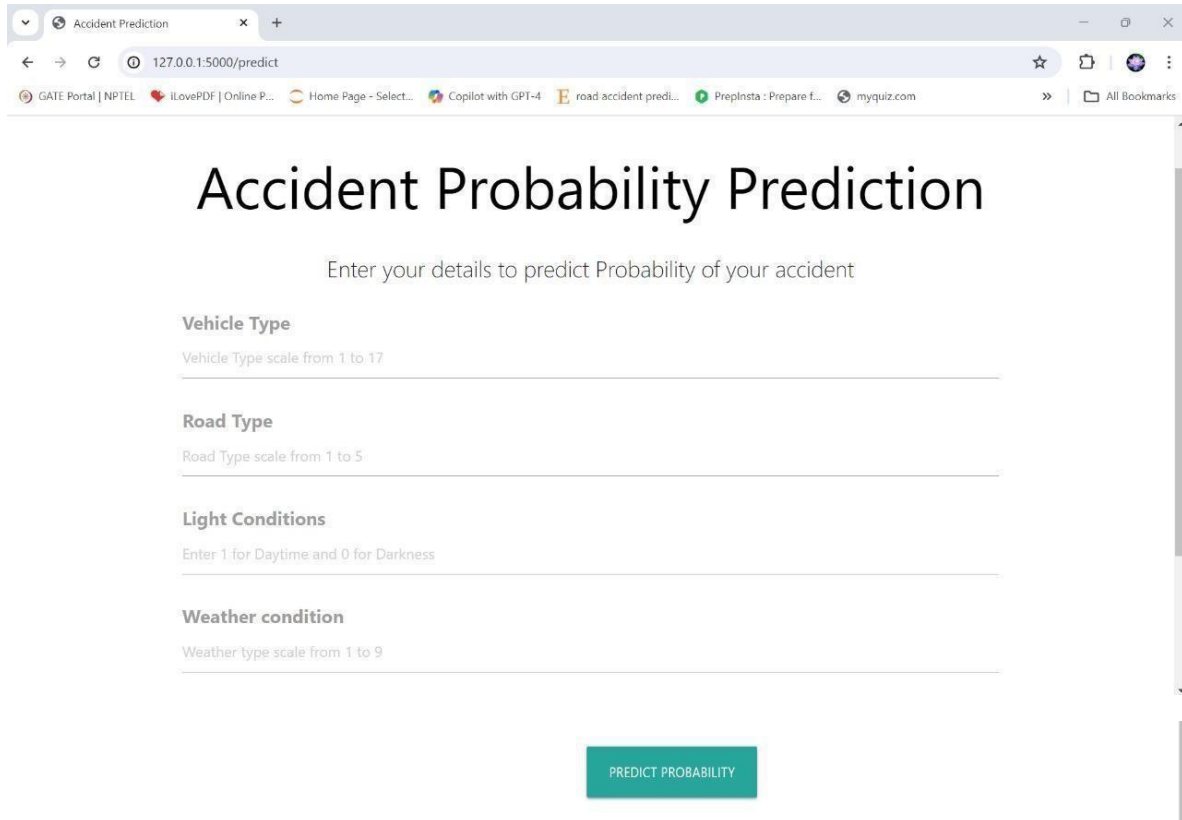 Accident Prediction
127.0.0.1:5000/predict
GATE Portal | NPTEL iLovePDF | Online P... Home Page - Select... Copilot with GPT-4 road accident predi... PrepInsta : Prepare f... myquiz.com » All Bookmarks
Accident Probability Prediction
Enter your details to predict Probability of your accident
Vehicle Type
Vehicle Type scale from 1 to 17
Road Type
Road Type scale from 1 to 5
Light Conditions
Enter 1 for Daytime and 0 for Darkness
Weather condition
Weather type scale from 1 to 9
PREDICT PROBABILITY